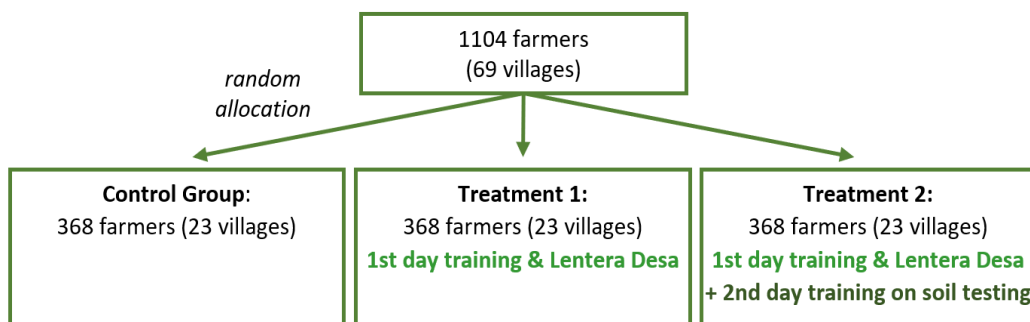 1104 farmers
(69 villages)
random
allocation
Control Group:
368 farmers (23 villages)
Treatment 1:
368 farmers (23 villages)
1st day training & Lentera Desa
Treatment 2:
368 farmers (23 villages)
1st day training & Lentera Desa
+ 2nd day training on soil testing